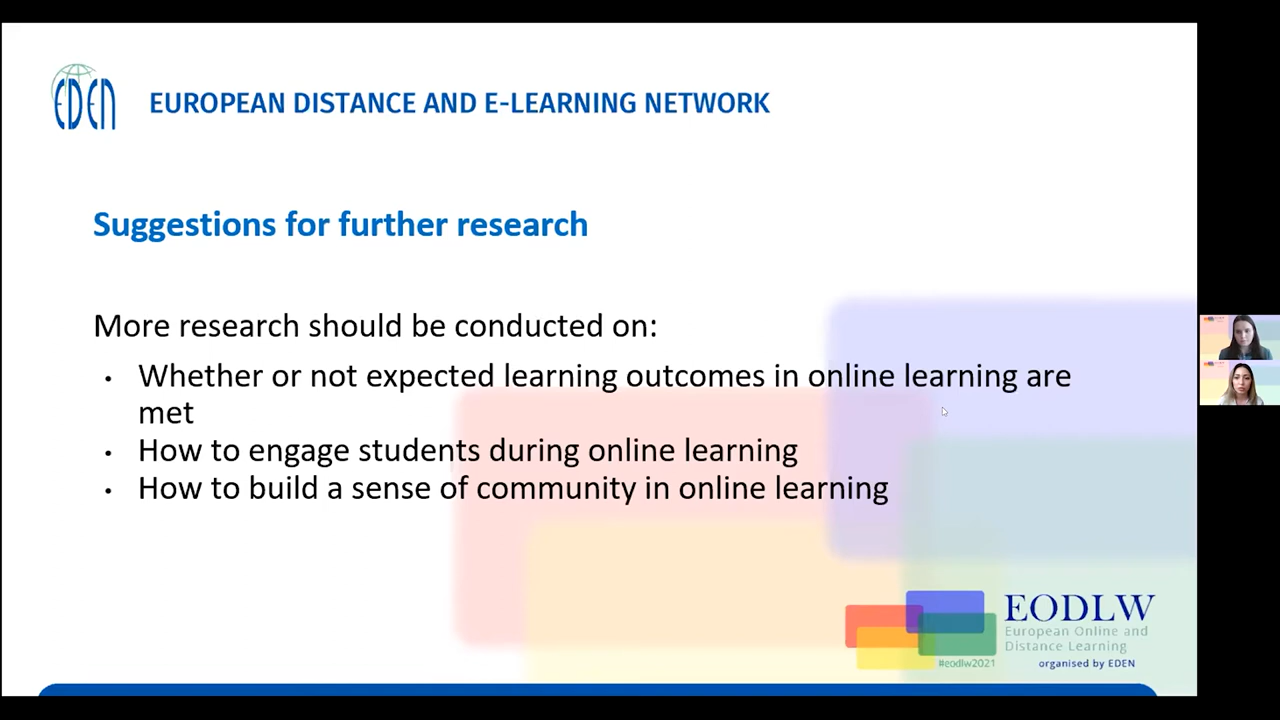 EDEN
EUROPEAN DISTANCE AND E-LEARNING NETWORK
Suggestions for further research
More research should be conducted on:
• Whether or not expected learning outcomes in online learning are
met
• How to engage students during online learning
• How to build a sense of community in online learning
EODLW
European Online and
Distance Learning
#eodlw2021
organised by EDEN